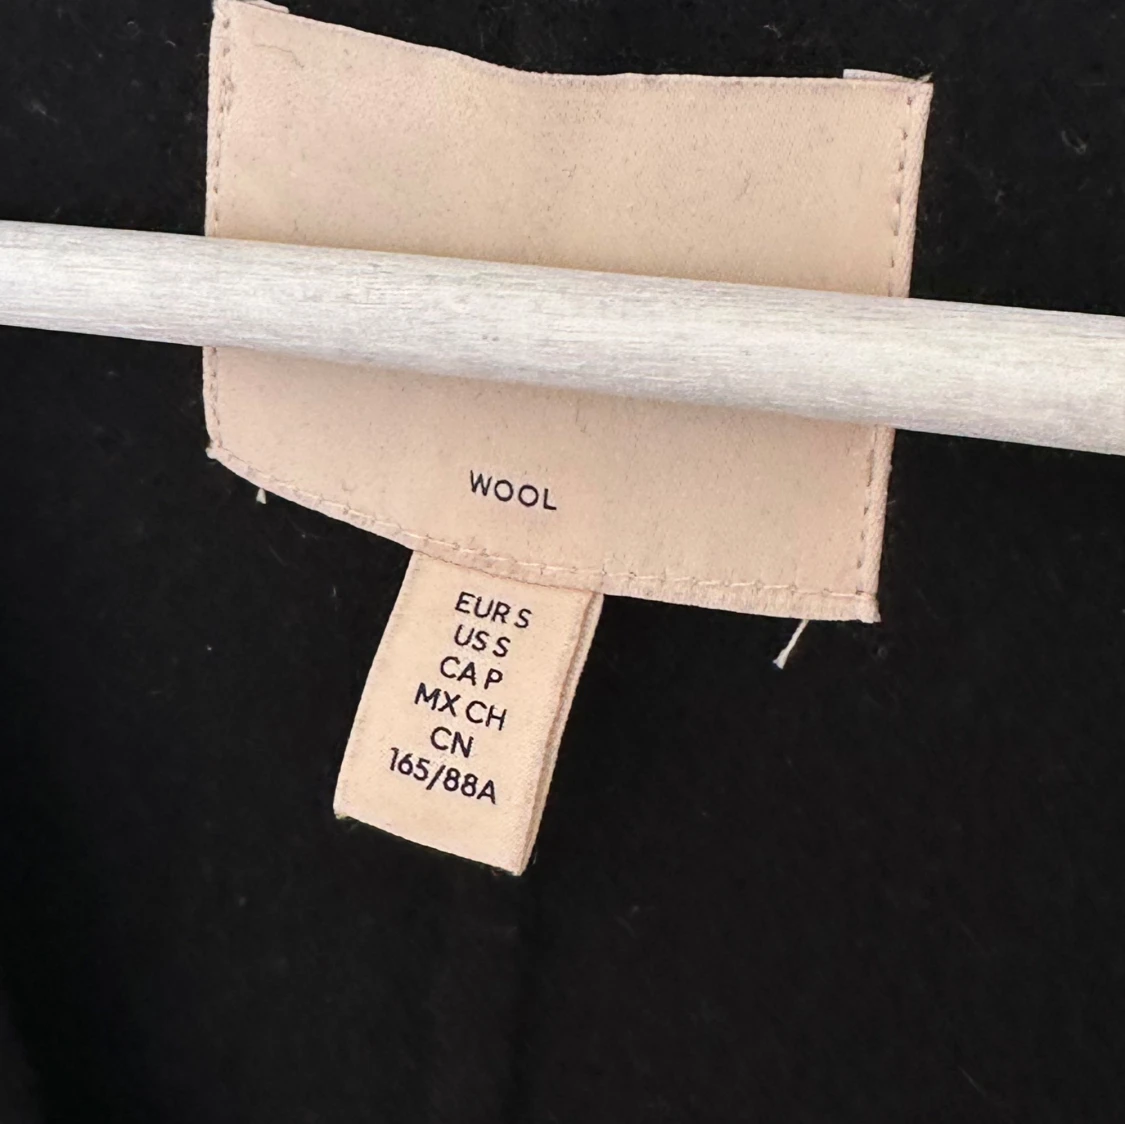 WOOL
EUR S
US S
CA P
MX CH
CN
165/88A